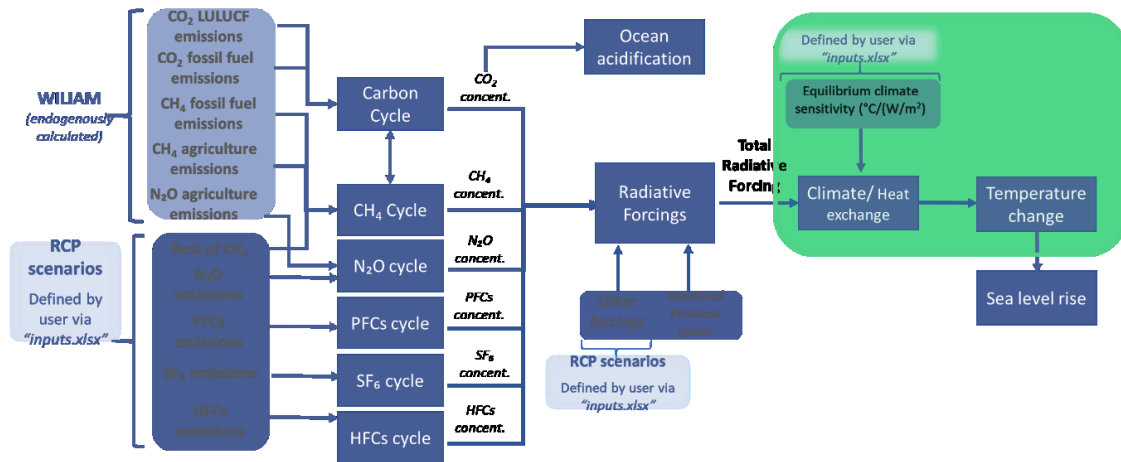 CO₂ LULUCF
emissions
CO₂ fossil fuel
emissions
CH₄ fossil fuel
emissions
CH₄ agriculture
emissions
N₂O agriculture
emissions
WILIAM
(endogenously
calculated)
RCP
scenarios
Defined by
user via
"inputs.xlsx"
Rest of CH₄
N₂O
emissions
PFCs
emissions
SF₆ emissions
HFCs
emissions
Carbon
Cycle
CH₄ Cycle
N₂O cycle
PFCs cycle
SF₆ cycle
HFCs cycle
CO₂
concent.
CH₄
concent.
N₂O
concent.
PFCs
concent.
SF₆
concent.
HFCs
concent.
Ocean
acidification
Radiative
Forcings
Other
forcings
RCP scenarios
Defined by user via
"inputs.xlsx"
Total
Radiative
Forcing
Defined by user via
"inputs.xlsx"
Equilibrium climate
sensitivity (°C/(W/m²)
Climate/ Heat
exchange
Temperature
change
Sea level rise